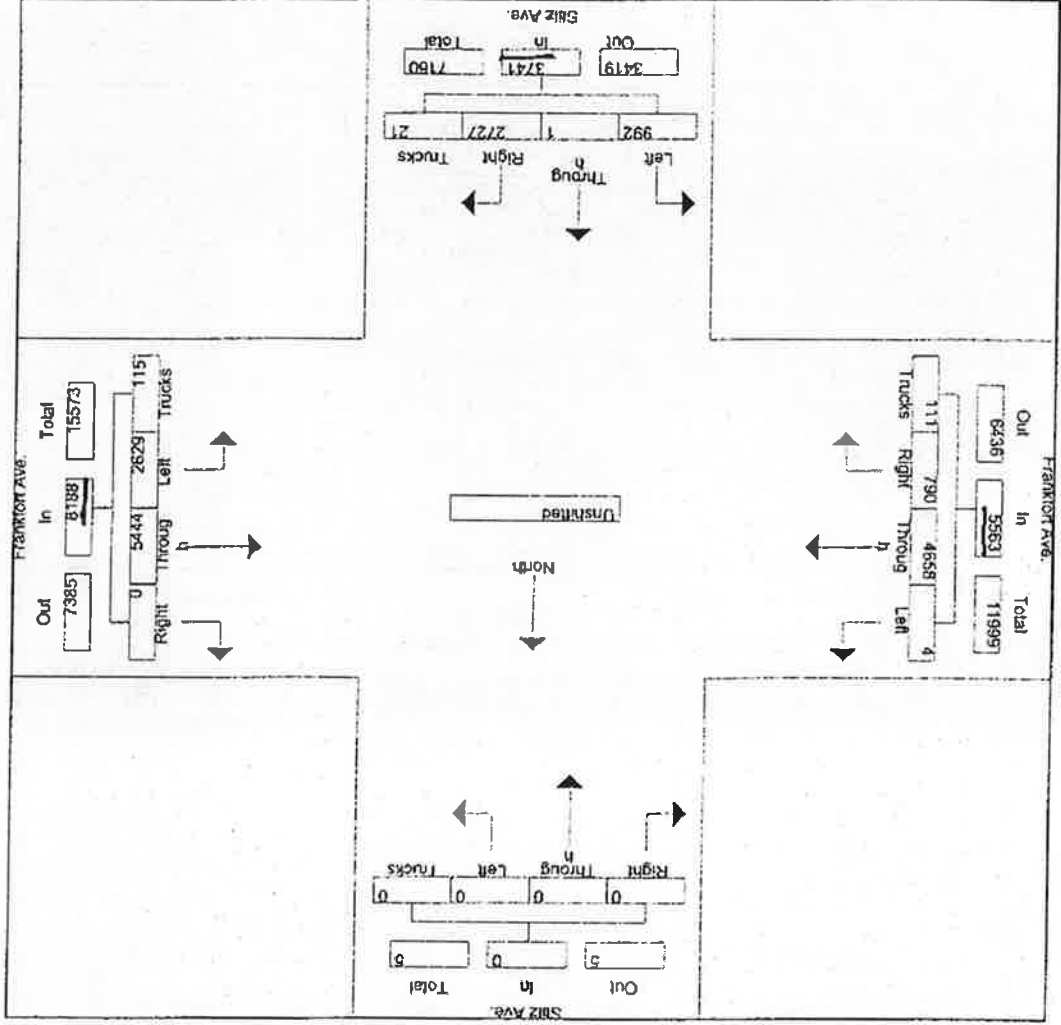 Stilz Ave.
Out In Total
5 0 5
0 0 0 0
Right Throug Left Trucks
h
Frankfort Ave.
Out In Total
6436 5563 11999
111 790 4658 4
Trucks Right Throug Left
h
North
Unshifted
Frankfort Ave.
Out In Total
7385 8188 15573
0 5444 2629 115
Right Throug Left Trucks
h
Left Throug Right Trucks
h
992 1 2727 21
3419 3741 7160
Out In Total
Stilz Ave.